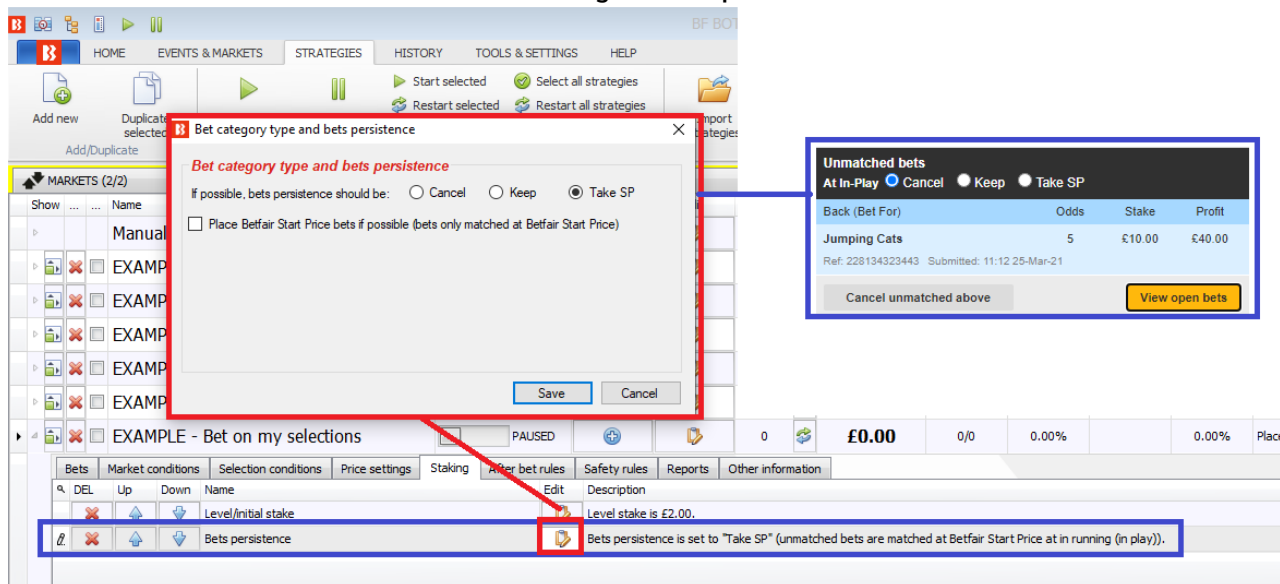 BF BOT
HOME EVENTS & MARKETS STRATEGIES HISTORY TOOLS & SETTINGS HELP
Start selected Select all strategies
Restart selected Restart all strategies
Add new Duplicate
selected
Add/Duplicate
Bet category type and bets persistence
Bet category type and bets persistence
If possible, bets persistence should be: Cancel Keep Take SP
Place Betfair Start Price bets if possible (bets only matched at Betfair Start Price)
Save Cancel
MARKETS (2/2)
Show ... ... Name
Manual
EXAMP
EXAMP
EXAMP
EXAMP
EXAMP
EXAMPLE - Bet on my selections PAUSED 0 £0.00 0/0 0.00% 0.00% Place
Bets Market conditions Selection conditions Price settings Staking After bet rules Safety rules Reports Other information
DEL Up Down Name Edit Description
Level/initial stake Level stake is £2.00.
Bets persistence Bets persistence is set to "Take SP" (unmatched bets are matched at Betfair Start Price at in running (in play)).
Unmatched bets
At In-Play Cancel Keep Take SP
Back (Bet For) Odds Stake Profit
Jumping Cats 5 £10.00 £40.00
Ref: 228134323443 Submitted: 11:12 25-Mar-21
Cancel unmatched above View open bets